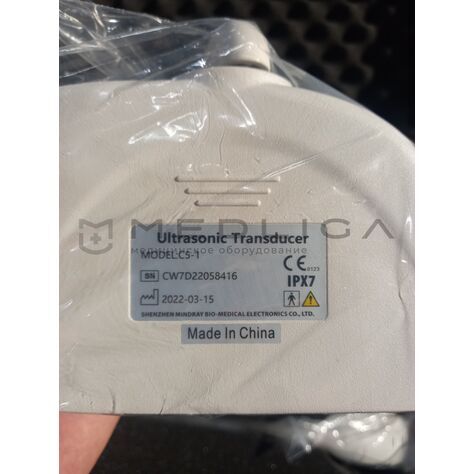 MEDLIGA
медицинское оборудование
Ultrasonic Transducer
MODEL:C5-1
CE 0123
SN CW7D22058416
IPX7
2022-03-15
SHENZHEN MINDRAY BIO-MEDICAL ELECTRONICS CO., LTD.
Made In China